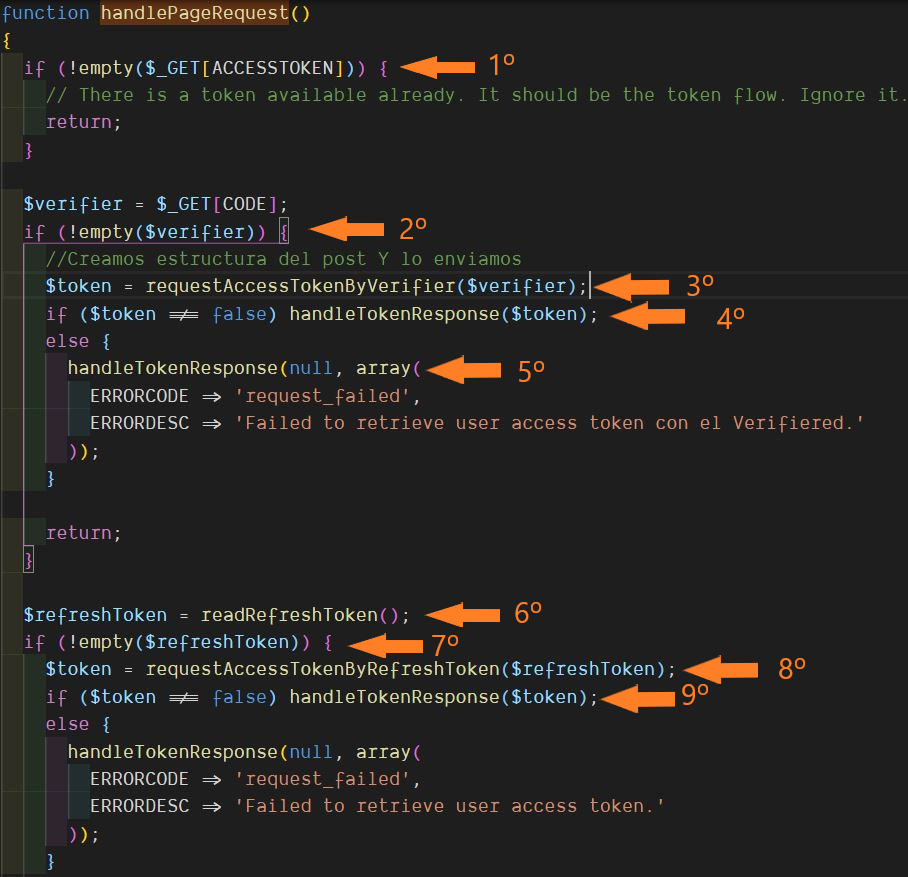 function handlePageRequest()
{
if (!empty($_GET[ACCESSTOKEN])) { 1º
// There is a token available already. It should be the token flow. Ignore it.
return;
}
$verifier = $_GET[CODE];
if (!empty($verifier)) { 2º
//Creamos estructura del post Y lo enviamos
$token = requestAccessTokenByVerifier($verifier); 3º
if ($token !== false) handleTokenResponse($token); 4º
else {
handleTokenResponse(null, array( 5º
ERRORCODE => 'request_failed',
ERRORDESC => 'Failed to retrieve user access token con el Verifiered.'
));
}
return;
}
$refreshToken = readRefreshToken(); 6º
if (!empty($refreshToken)) { 7º
$token = requestAccessTokenByRefreshToken($refreshToken); 8º
if ($token !== false) handleTokenResponse($token); 9º
else {
handleTokenResponse(null, array(
ERRORCODE => 'request_failed',
ERRORDESC => 'Failed to retrieve user access token.'
));
}